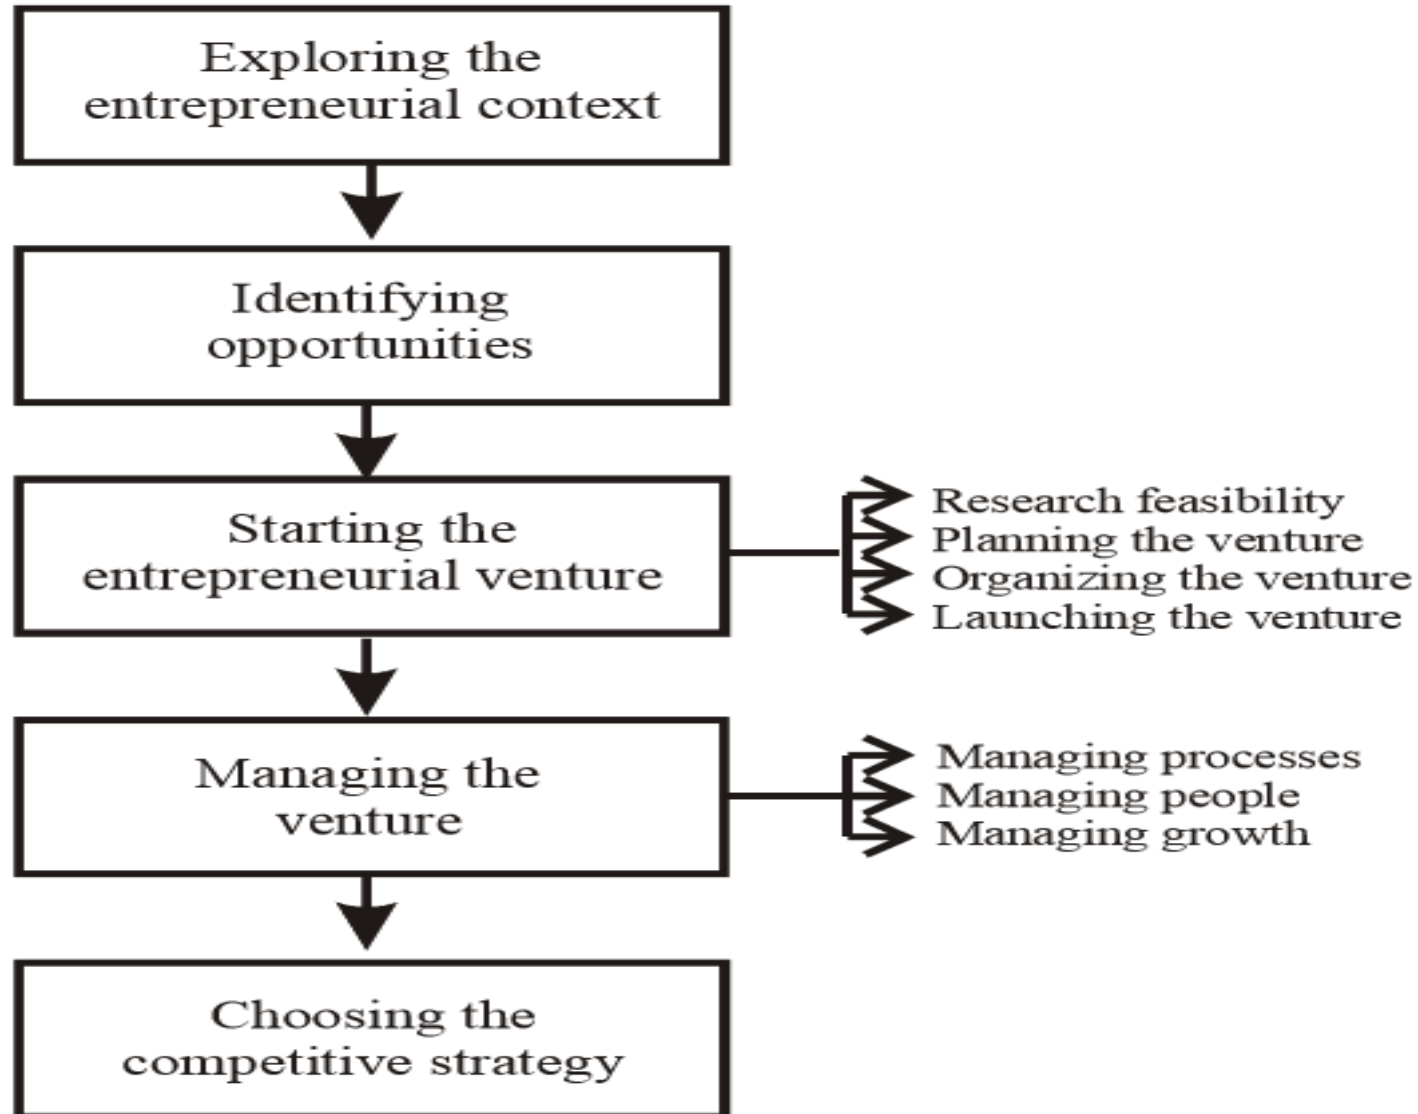 Exploring the
entrepreneurial context
Identifying
opportunities
Starting the
entrepreneurial venture
Research feasibility
Planning the venture
Organizing the venture
Launching the venture
Managing the
venture
Managing processes
Managing people
Managing growth
Choosing the
competitive strategy